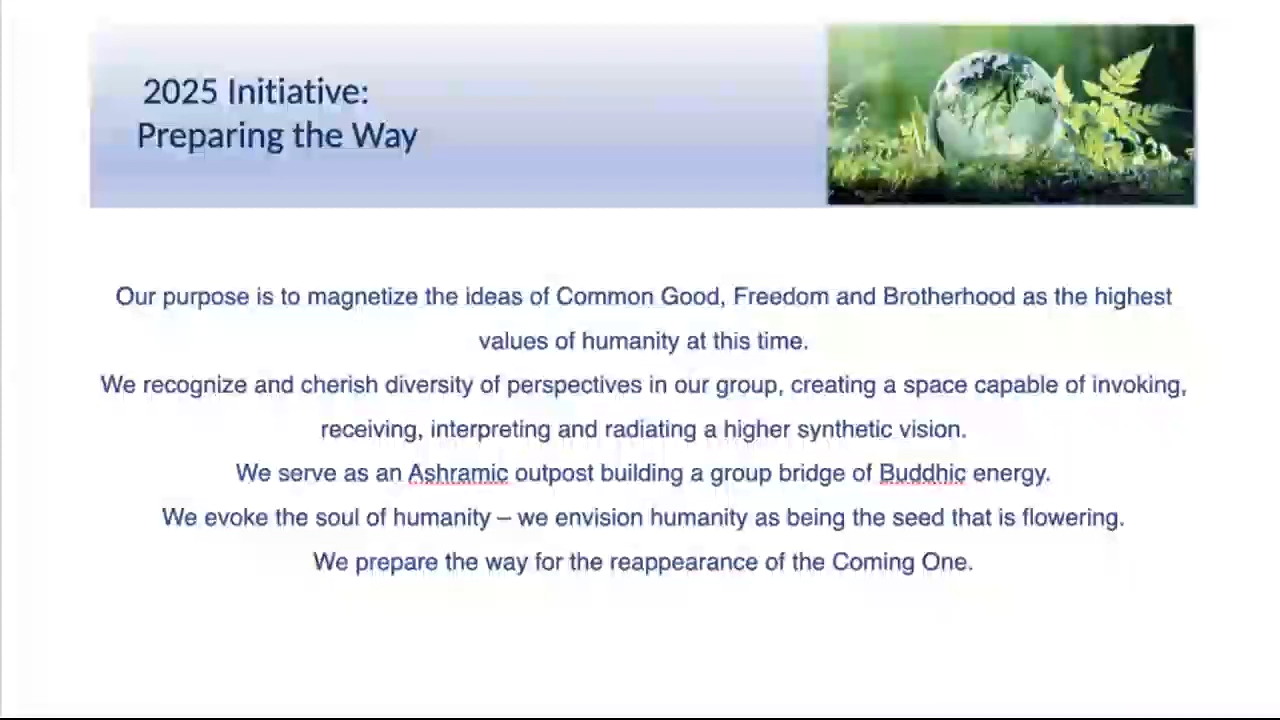 2025 Initiative:
Preparing the Way
Our purpose is to magnetize the ideas of Common Good, Freedom and Brotherhood as the highest
values of humanity at this time.
We recognize and cherish diversity of perspectives in our group, creating a space capable of invoking,
receiving, interpreting and radiating a higher synthetic vision.
We serve as an Ashramic outpost building a group bridge of Buddhic energy.
We evoke the soul of humanity – we envision humanity as being the seed that is flowering.
We prepare the way for the reappearance of the Coming One.